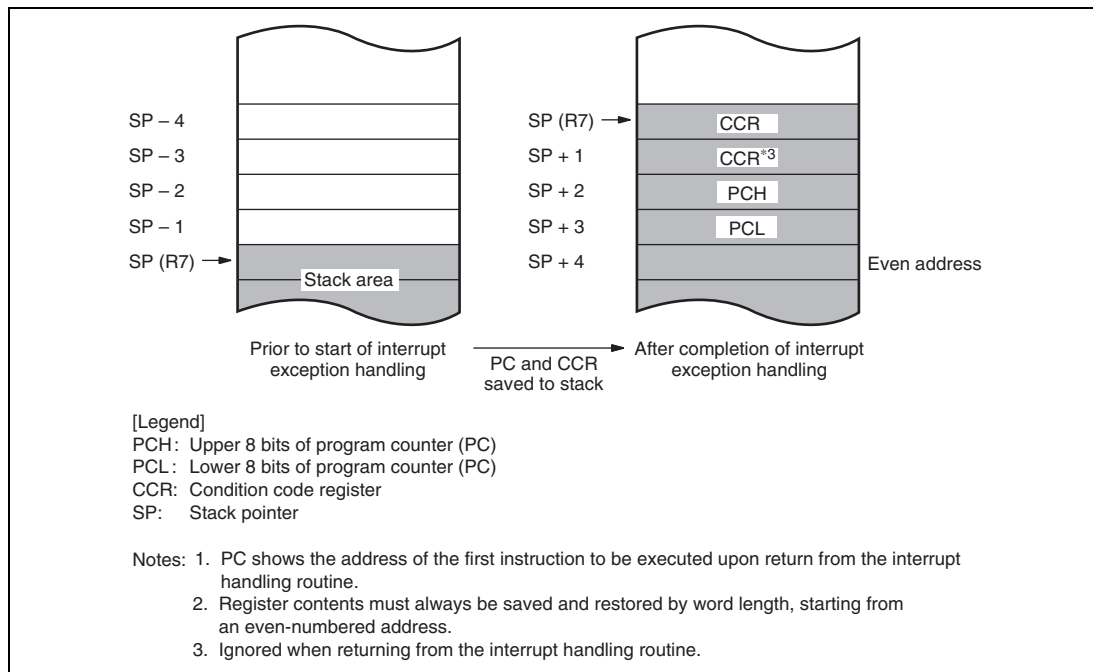 SP – 4
SP – 3
SP – 2
SP – 1
SP (R7)
Stack area
SP (R7)
SP + 1
SP + 2
SP + 3
SP + 4
CCR
CCR*3
PCH
PCL
Even address
Prior to start of interrupt
exception handling
PC and CCR
saved to stack
After completion of interrupt
exception handling
[Legend]
PCH: Upper 8 bits of program counter (PC)
PCL: Lower 8 bits of program counter (PC)
CCR: Condition code register
SP: Stack pointer
Notes: 1. PC shows the address of the first instruction to be executed upon return from the interrupt
handling routine.
2. Register contents must always be saved and restored by word length, starting from
an even-numbered address.
3. Ignored when returning from the interrupt handling routine.